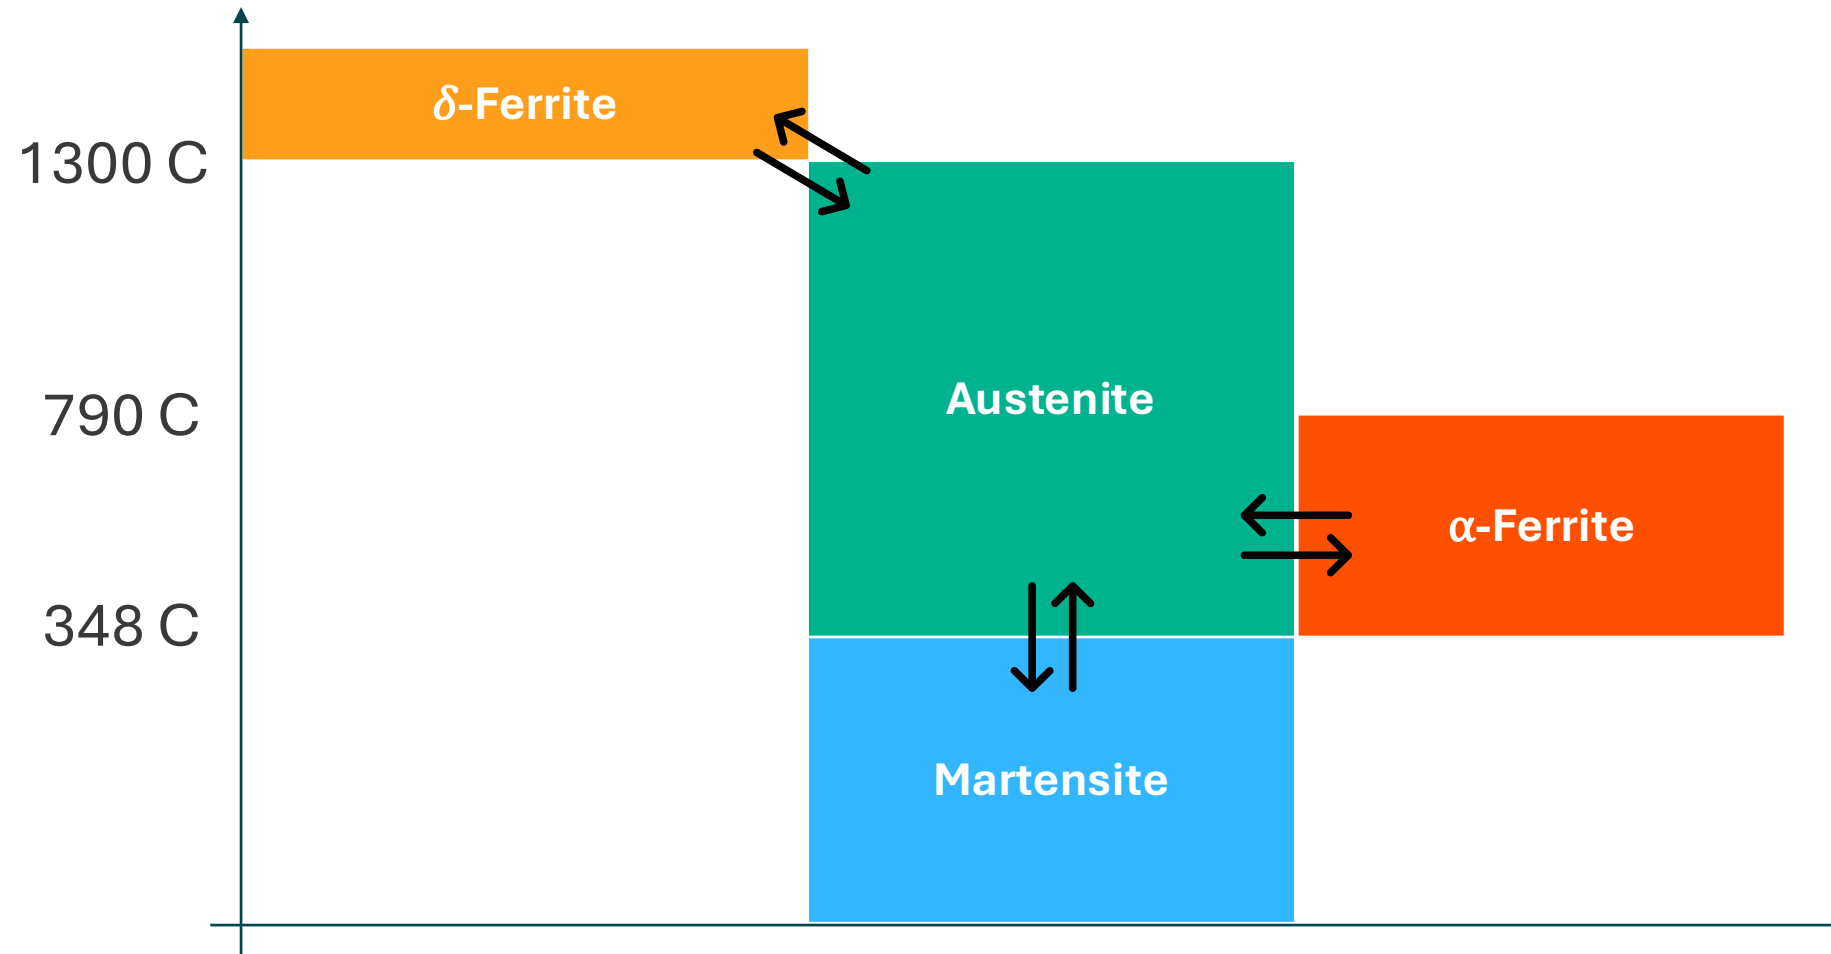 δ-Ferrite
1300 C
Austenite
790 C
α-Ferrite
348 C
Martensite